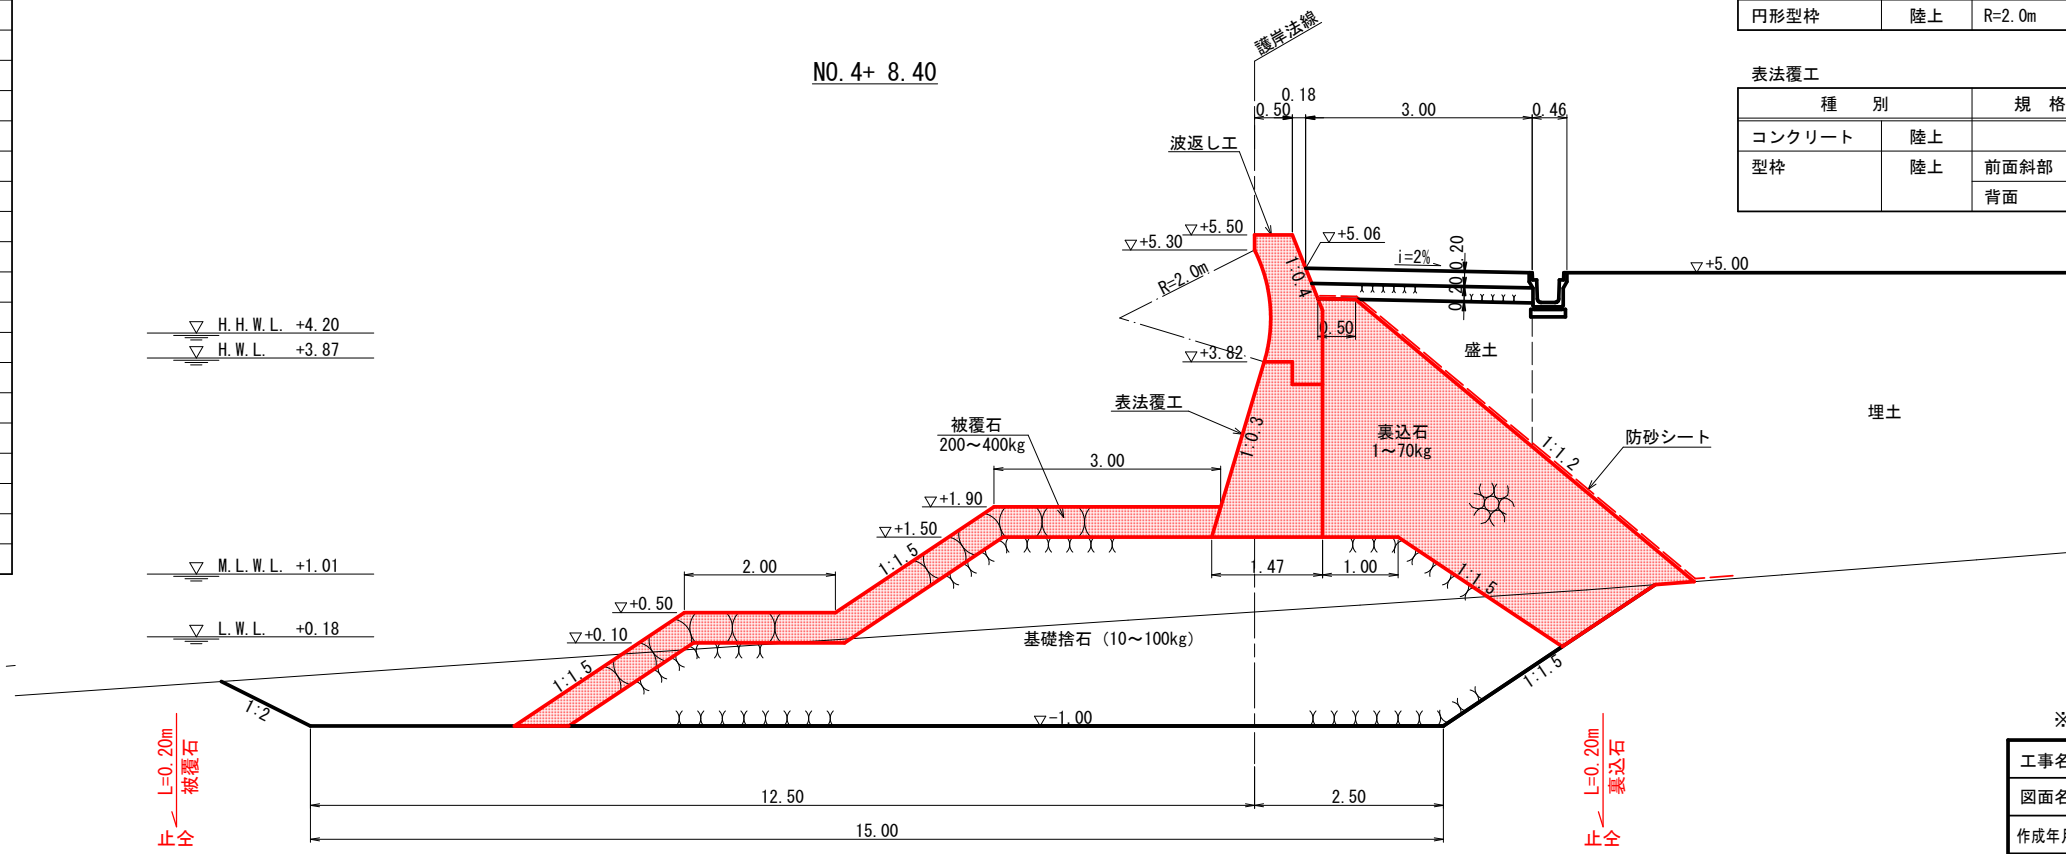 NO.4+ 8.40
護岸法線
0.50
0.18
3.00
0.46
波返し工
▽+5.50
▽+5.30
▽+5.06
i=2%
0.20
0.20
0.20
▽+5.00
R=2.0m
1:0.4
0.50
▽+3.82
盛土
埋土
▽ H.H.W.L. +4.20
▽ H.W.L. +3.87
▽ M.L.W.L. +1.01
▽ L.W.L. +0.18
表法覆工
1:0.3
被覆石
200～400kg
3.00
裏込石
1～70kg
1:1.2
防砂シート
▽+1.90
▽+1.50
1:1.5
2.00
1.47
1.00
1:1.5
▽+0.50
▽+0.10
1:1.5
基礎捨石 (10～100kg)
1:1.5
1:2
▽-1.00
L=0.20m
被覆石
L=0.20m
裏込石
12.50
2.50
15.00
円形型枠 陸上 R=2.0m
表法覆工
種 別 規 格
コンクリート 陸上
型枠 陸上 前面斜部
背面
※
工事名
図面名
作成年月